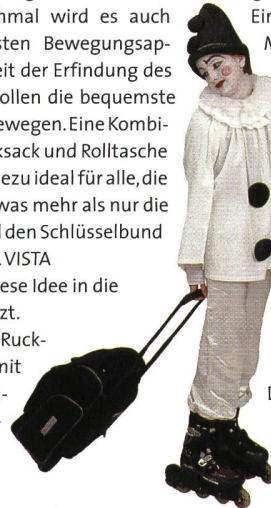 nmal wird es auch
sten Bewegungsap-
eit der Erfindung des
ollen die bequemste
ewegen. Eine Kombi-
ksack und Rolltasche
ezu ideal für alle, die
was mehr als nur die
d den Schlüsselbund
VISTA
ese Idee in die
zt.
Ruck-
mit
Ein
M
D